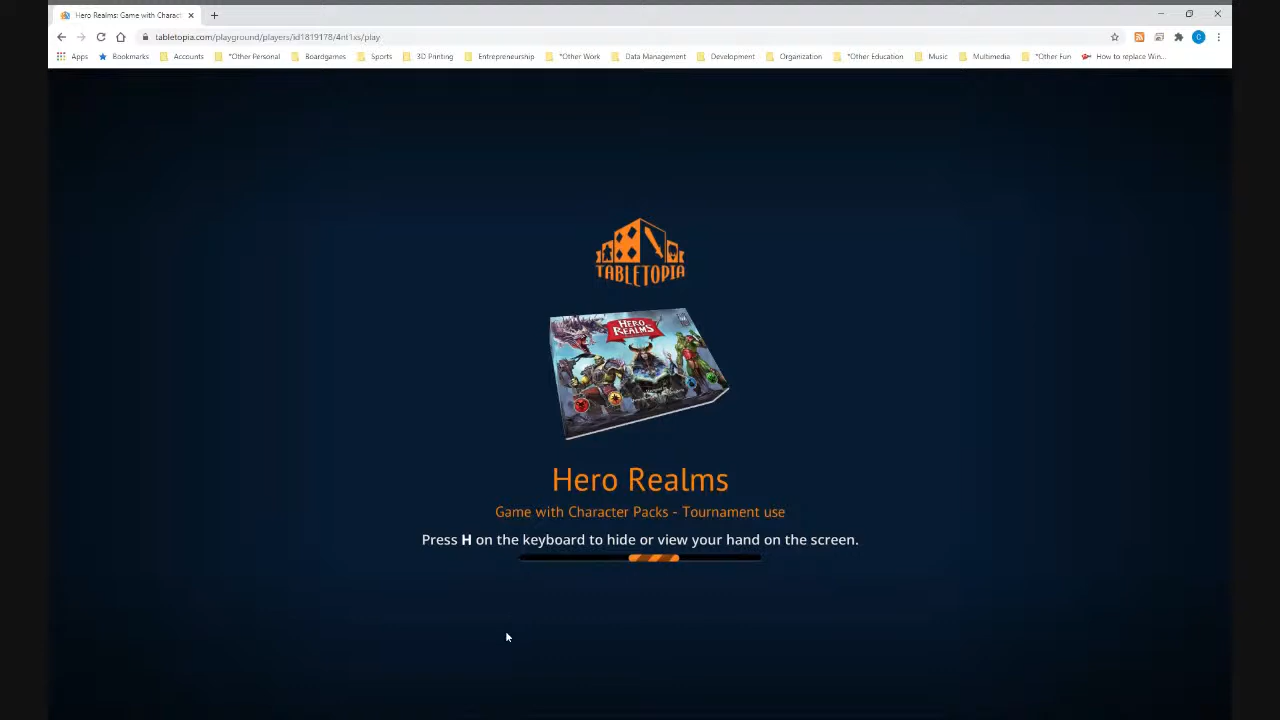 Hero Realms: Game with Charact
tabletopia.com/playground/players/id1819178/4nt1xs/play
Apps Bookmarks Accounts *Other Personal Boardgames Sports 3D Printing Entrepreneurship *Other Work Data Management Development Organization *Other Education Music Multimedia *Other Fun How to replace Win...
C
TABLETOPIA
HERO
REALMS
Hero Realms
Game with Character Packs - Tournament use
Press H on the keyboard to hide or view your hand on the screen.